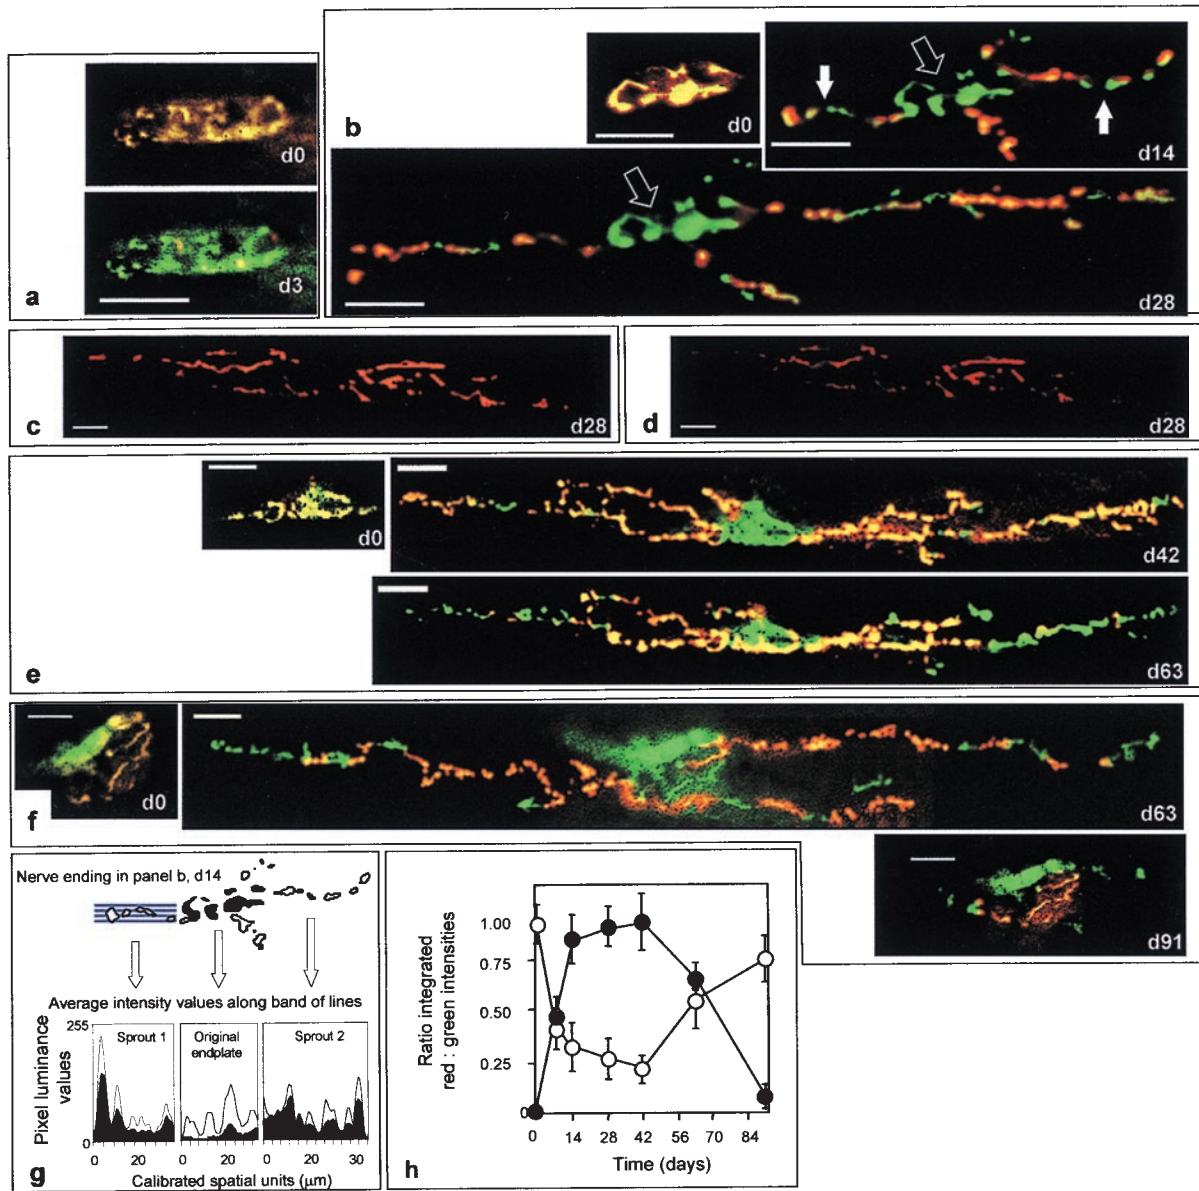 a
d0
d3
b
d0
d14
d28
c
d28
d
d28
e
d0
d42
d63
f
d0
d63
d91
g
Nerve ending in panel b, d14
Average intensity values along band of lines
255
0
Pixel luminance
values
Sprout 1
Original
endplate
Sprout 2
0 20 0 20 0 30
Calibrated spatial units (μm)
h
Ratio integrated
red : green intensities
1.00
0.75
0.50
0.25
0
0 14 28 42 56 70 84
Time (days)